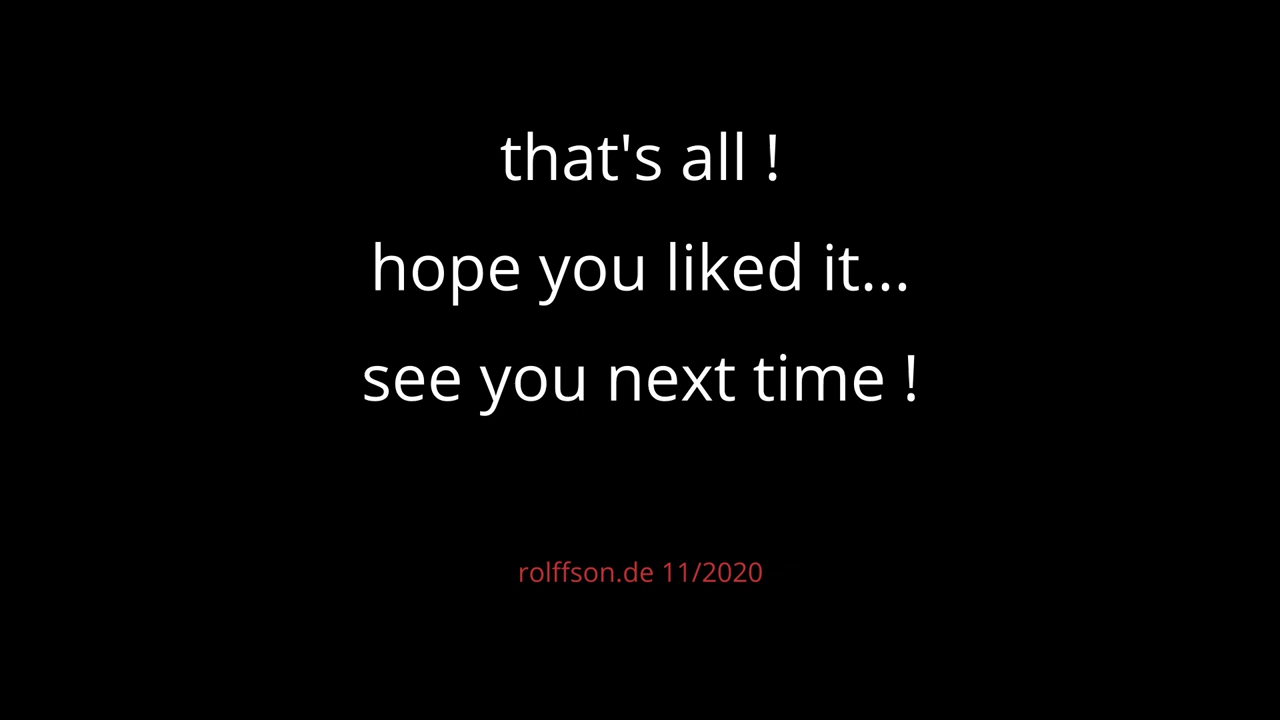 that's all !
hope you liked it...
see you next time !
rolffson.de 11/2020